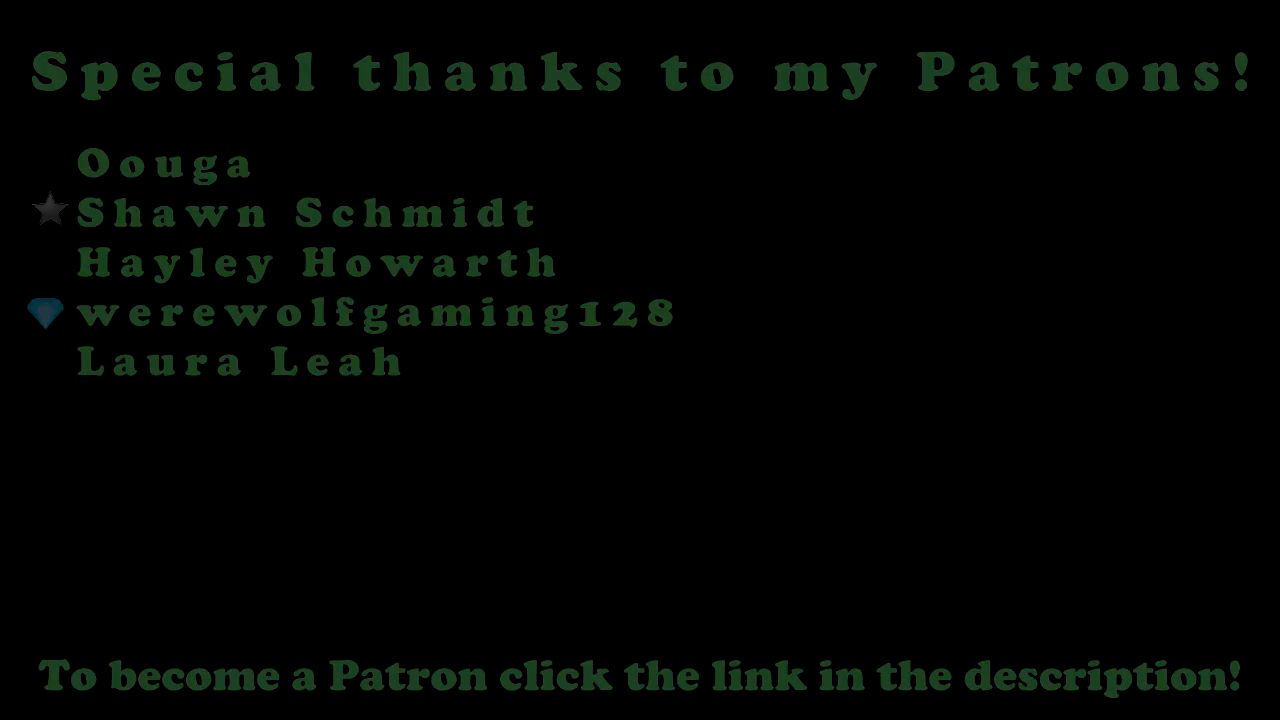 Special thanks to my Patrons!
Oouga
Shawn Schmidt
Hayley Howarth
werewolfgaming128
Laura Leah
To become a Patron click the link in the description!